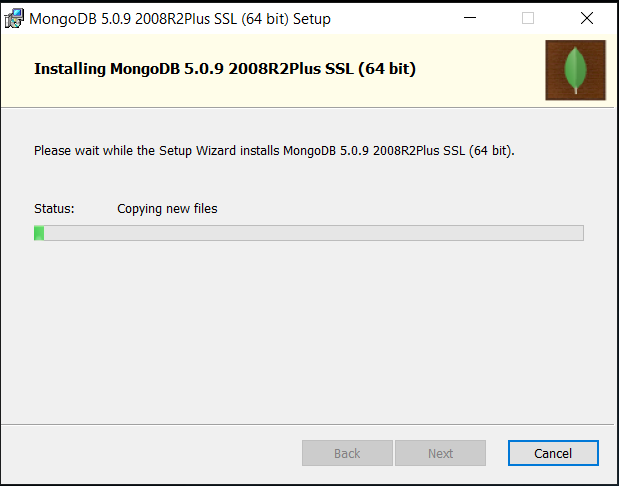 MongoDB 5.0.9 2008R2Plus SSL (64 bit) Setup
Installing MongoDB 5.0.9 2008R2Plus SSL (64 bit)
Please wait while the Setup Wizard installs MongoDB 5.0.9 2008R2Plus SSL (64 bit).
Status: Copying new files
Back Next Cancel